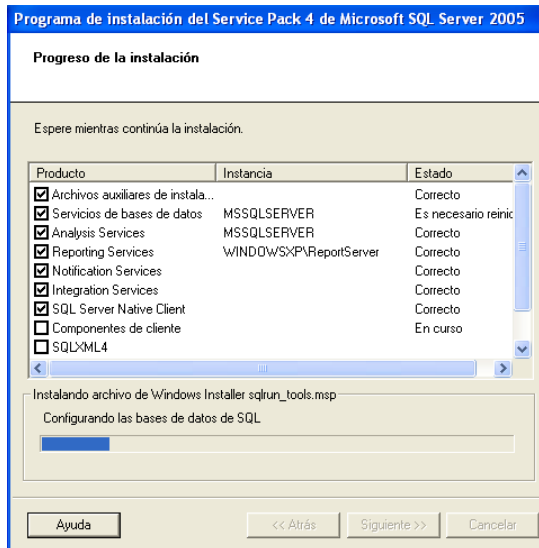 Programa de instalación del Service Pack 4 de Microsoft SQL Server 2005
Progreso de la instalación
Espere mientras continúa la instalación.
Producto Instancia Estado
Archivos auxiliares de instala... Correcto
Servicios de bases de datos MSSQLSERVER Es necesario reinic
Analysis Services MSSQLSERVER Correcto
Reporting Services WINDOWSXP\ReportServer Correcto
Notification Services Correcto
Integration Services Correcto
SQL Server Native Client Correcto
Componentes de cliente En curso
SQLXML4
Instalando archivo de Windows Installer sqlrun_tools.msp
Configurando las bases de datos de SQL
Ayuda << Atrás Siguiente >> Cancelar